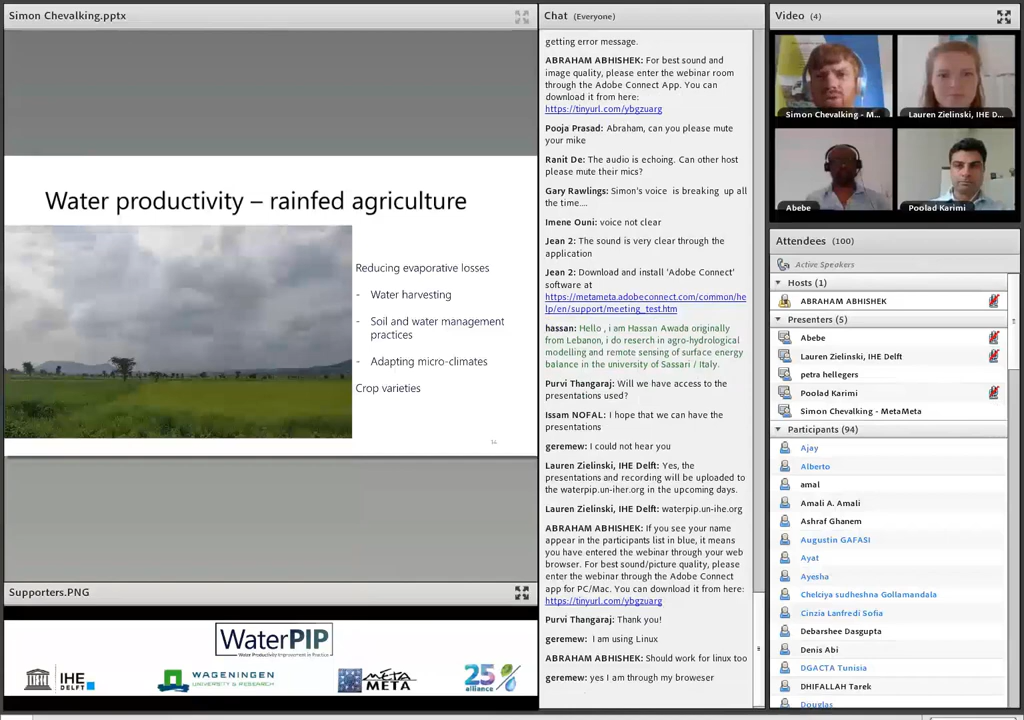 Simon Chevalking.pptx
Water productivity – rainfed agriculture
Reducing evaporative losses
- Water harvesting
- Soil and water management
practices
- Adapting micro-climates
Crop varieties
Supporters.PNG
WaterPIP
Water Productivity Improvement in Practice
IHE
DELFT
WAGENINGEN
UNIVERSITY & RESEARCH
META
META
25
alliance
Chat (Everyone)
getting error message.
ABRAHAM ABHISHEK: For best sound and
image quality, please enter the webinar room
through the Adobe Connect App. You can
download it from here:
https://tinyurl.com/ybgzuarg
Pooja Prasad: Abraham, can you please mute
your mike
Ranit De: The audio is echoing. Can other host
please mute their mics?
Gary Rawlings: Simon's voice is breaking up all
the time....
Imene Ouni: voice not clear
Jean 2: The sound is very clear through the
application
Jean 2: Download and install 'Adobe Connect'
software at
https://metameta.adobeconnect.com/common/he
lp/en/support/meeting_test.htm
hassan: Hello , i am Hassan Awada originally
from Lebanon, i do reserch in agro-hydrological
modelling and remote sensing of surface energy
balance in the university of Sassari / Italy.
Purvi Thangaraj: Will we have access to the
presentations used?
Issam NOFAL: I hope that we can have the
presentations
geremew: I could not hear you
Lauren Zielinski, IHE Delft: Yes, the
presentations and recording will be uploaded to
the waterpip.un-iher.org in the upcoming days.
Lauren Zielinski, IHE Delft: waterpip.un-ihe.org
ABRAHAM ABHISHEK: If you see your name
appear in the participants list in blue, it means
you have entered the webinar through your web
browser. For best sound/picture quality, please
enter the webinar through the Adobe Connect
app for PC/Mac. You can download it from here:
https://tinyurl.com/ybgzuarg
Purvi Thangaraj: Thank you!
geremew: I am using Linux
ABRAHAM ABHISHEK: Should work for linux too
geremew: yes I am through my broweser
Video (4)
Simon Chevalking - M...
Lauren Zielinski, IHE D...
Abebe
Poolad Karimi
Attendees (100)
Active Speakers
Hosts (1)
ABRAHAM ABHISHEK
Presenters (5)
Abebe
Lauren Zielinski, IHE Delft
petra hellegers
Poolad Karimi
Simon Chevalking - MetaMeta
Participants (94)
Ajay
Alberto
amal
Amali A. Amali
Ashraf Ghanem
Augustin GAFASI
Ayat
Ayesha
Chelciya sudheshna Gollamandala
Cinzia Lanfredi Sofia
Debarshee Dasgupta
Denis Abi
DGACTA Tunisia
DHIFALLAH Tarek
Douglas